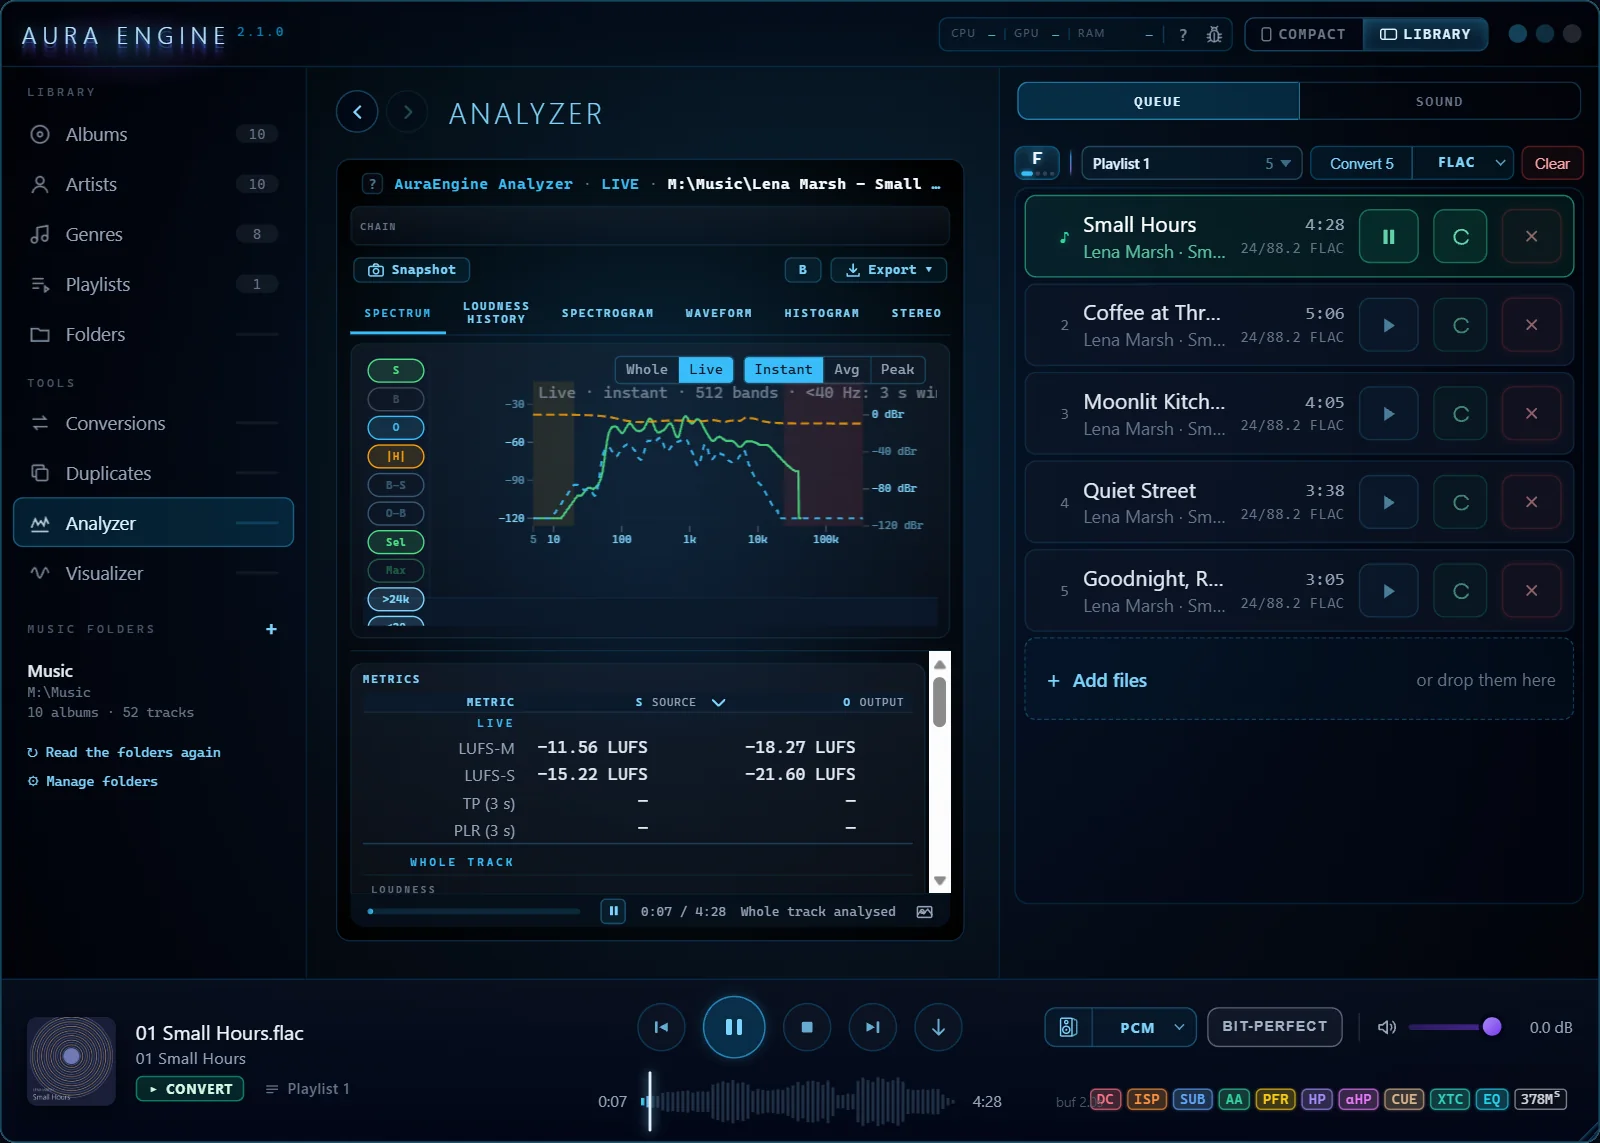 AURA ENGINE 2.1.0
CPU – GPU – RAM – ?
COMPACT
LIBRARY
LIBRARY
Albums 10
Artists 10
Genres 8
Playlists 1
Folders
TOOLS
Conversions
Duplicates
Analyzer
Visualizer
MUSIC FOLDERS +
Music
M:\Music
10 albums · 52 tracks
↻ Read the folders again
⚙ Manage folders
ANALYZER
? AuraEngine Analyzer · LIVE · M:\Music\Lena Marsh – Small …
CHAIN
Snapshot
B
Export ▾
SPECTRUM
LOUDNESS
HISTORY
SPECTROGRAM
WAVEFORM
HISTOGRAM
STEREO
S
B
O
|H|
B–S
O–B
Sel
Max
>24k
Whole Live
Instant Avg Peak
Live · instant · 512 bands · <40 Hz: 3 s wi
−30
−60
−90
−120
0 dBr
−40 dBr
−80 dBr
−120 dBr
5 10 100 1k 10k 100k
METRICS
METRIC S SOURCE O OUTPUT
LIVE
LUFS-M −11.56 LUFS −18.27 LUFS
LUFS-S −15.22 LUFS −21.60 LUFS
TP (3 s) – –
PLR (3 s) – –
WHOLE TRACK
LOUDNESS
0:07 / 4:28 Whole track analysed
QUEUE
SOUND
F
Playlist 1 5
Convert 5
FLAC
Clear
Small Hours 4:28
Lena Marsh · Sm... 24/88.2 FLAC
2 Coffee at Thr... 5:06
Lena Marsh · Sm... 24/88.2 FLAC
3 Moonlit Kitch... 4:05
Lena Marsh · Sm... 24/88.2 FLAC
4 Quiet Street 3:38
Lena Marsh · Sm... 24/88.2 FLAC
5 Goodnight, R... 3:05
Lena Marsh · Sm... 24/88.2 FLAC
+ Add files or drop them here
Small Hours
01 Small Hours.flac
01 Small Hours
CONVERT
Playlist 1
0:07
4:28
PCM
BIT-PERFECT
0.0 dB
buf 2.
DC ISP SUB AA PFR HP αHP CUE XTC EQ 378Mˢ